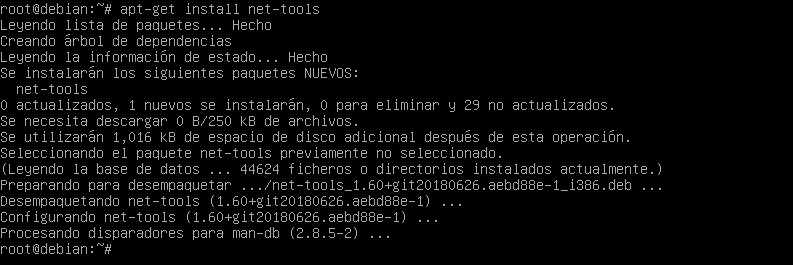 root@debian:~# apt-get install net-tools
Leyendo lista de paquetes... Hecho
Creando árbol de dependencias
Leyendo la información de estado... Hecho
Se instalarán los siguientes paquetes NUEVOS:
  net-tools
0 actualizados, 1 nuevos se instalarán, 0 para eliminar y 29 no actualizados.
Se necesita descargar 0 B/250 kB de archivos.
Se utilizarán 1,016 kB de espacio de disco adicional después de esta operación.
Seleccionando el paquete net-tools previamente no seleccionado.
(Leyendo la base de datos ... 44624 ficheros o directorios instalados actualmente.)
Preparando para desempaquetar .../net-tools_1.60+git20180626.aebd88e-1_i386.deb ...
Desempaquetando net-tools (1.60+git20180626.aebd88e-1) ...
Configurando net-tools (1.60+git20180626.aebd88e-1) ...
Procesando disparadores para man-db (2.8.5-2) ...
root@debian:~#